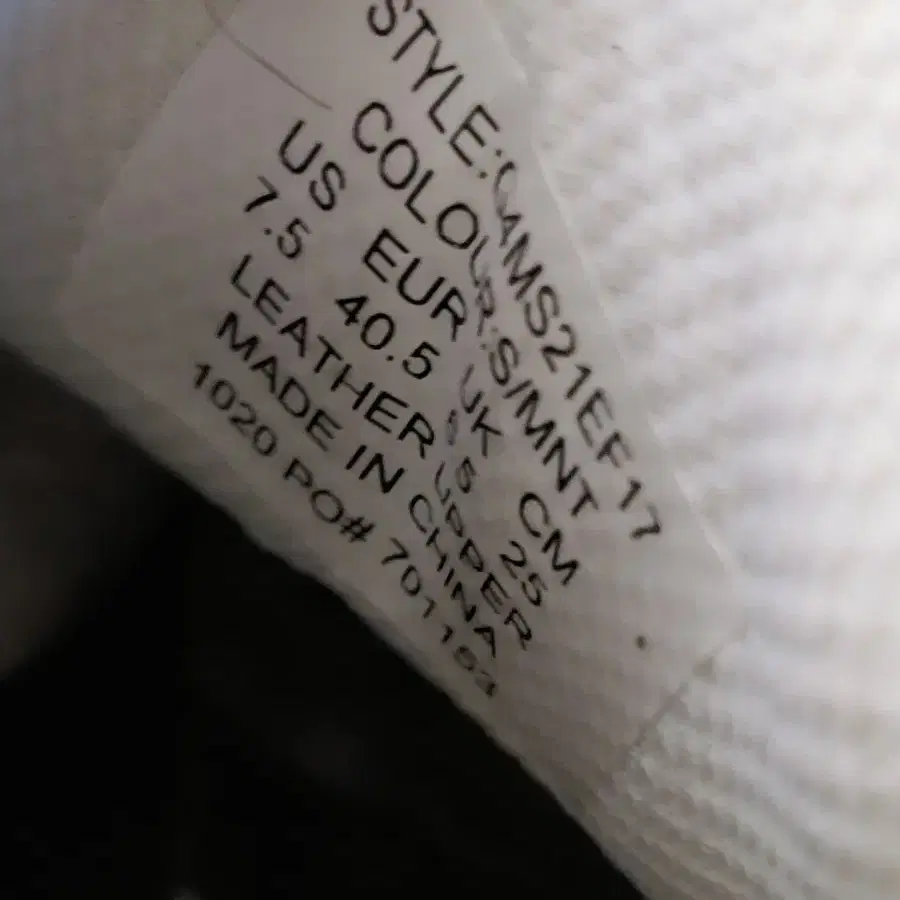 STYLE:GAMS21EF17
COLOUR:S/MNT
US EUR UK CM
7.5 40.5 25
LEATHER UPPER
MADE IN CHINA
1020 PO#